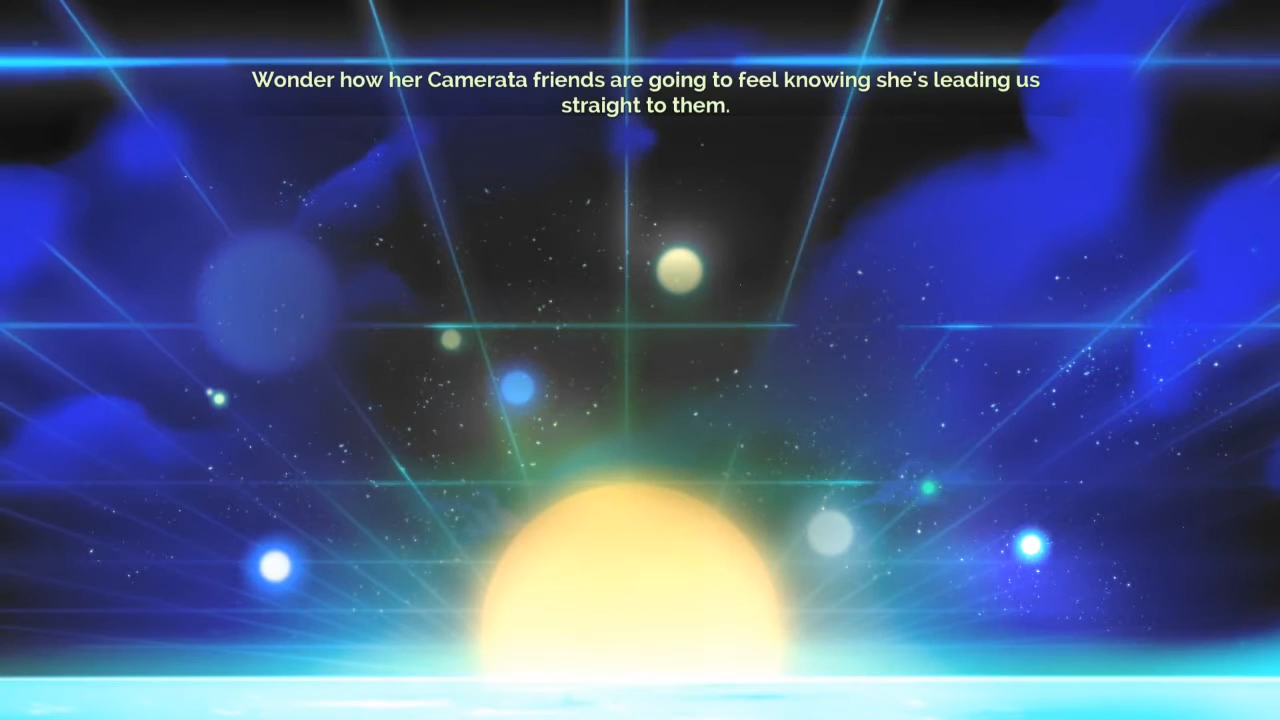 Wonder how her Camerata friends are going to feel knowing she's leading us
straight to them.